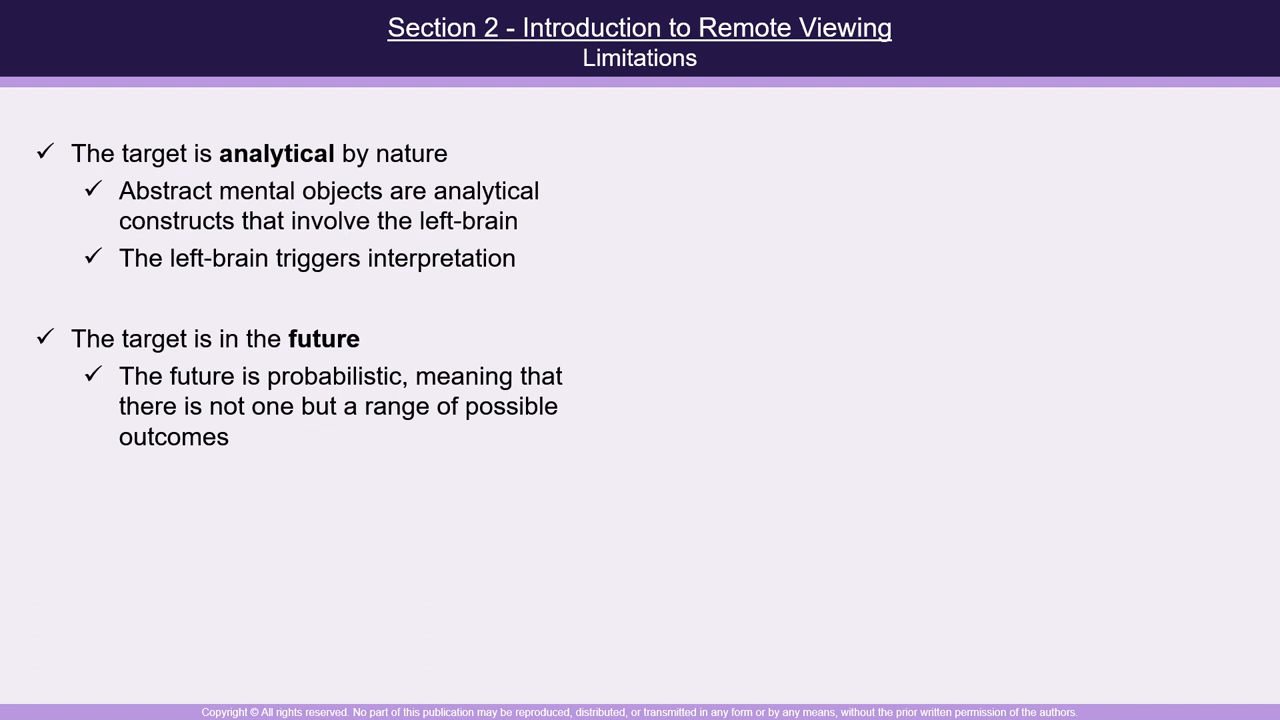 Section 2 - Introduction to Remote Viewing
Limitations
✓ The target is analytical by nature
✓ Abstract mental objects are analytical
constructs that involve the left-brain
✓ The left-brain triggers interpretation
✓ The target is in the future
✓ The future is probabilistic, meaning that
there is not one but a range of possible
outcomes
Copyright © All rights reserved. No part of this publication may be reproduced, distributed, or transmitted in any form or by any means, without the prior written permission of the authors.